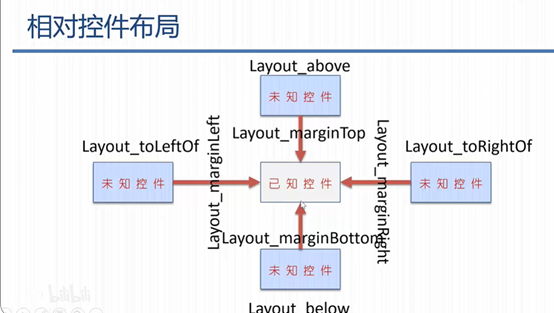 相对控件布局
Layout_above
未知控件
Layout_marginTop
Layout_toLeftOf
Layout_marginLeft
Layout_marginRight
Layout_toRightOf
未知控件
已知控件
未知控件
Layout_marginBottom
未知控件
Layout_below
bilibili